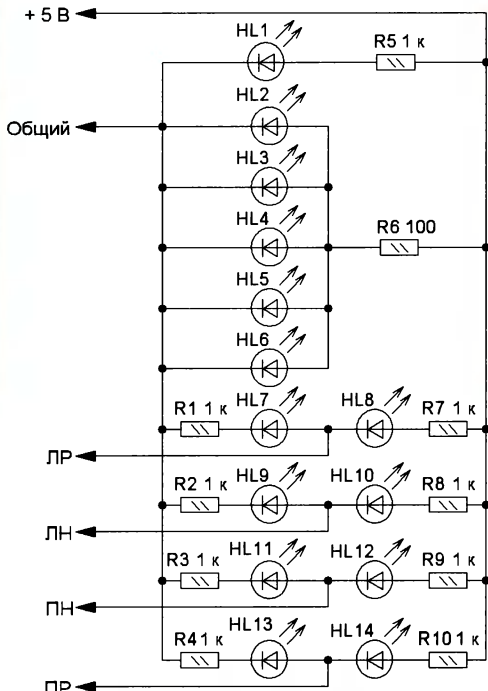 + 5 В
HL1
R5 1 к
HL2
Общий
HL3
HL4
R6 100
HL5
HL6
R1 1 к
HL7
HL8
R7 1 к
ЛР
R2 1 к
HL9
HL10
R8 1 к
ЛН
R3 1 к
HL11
HL12
R9 1 к
ПН
R4 1 к
HL13
HL14
R10 1 к
ПР